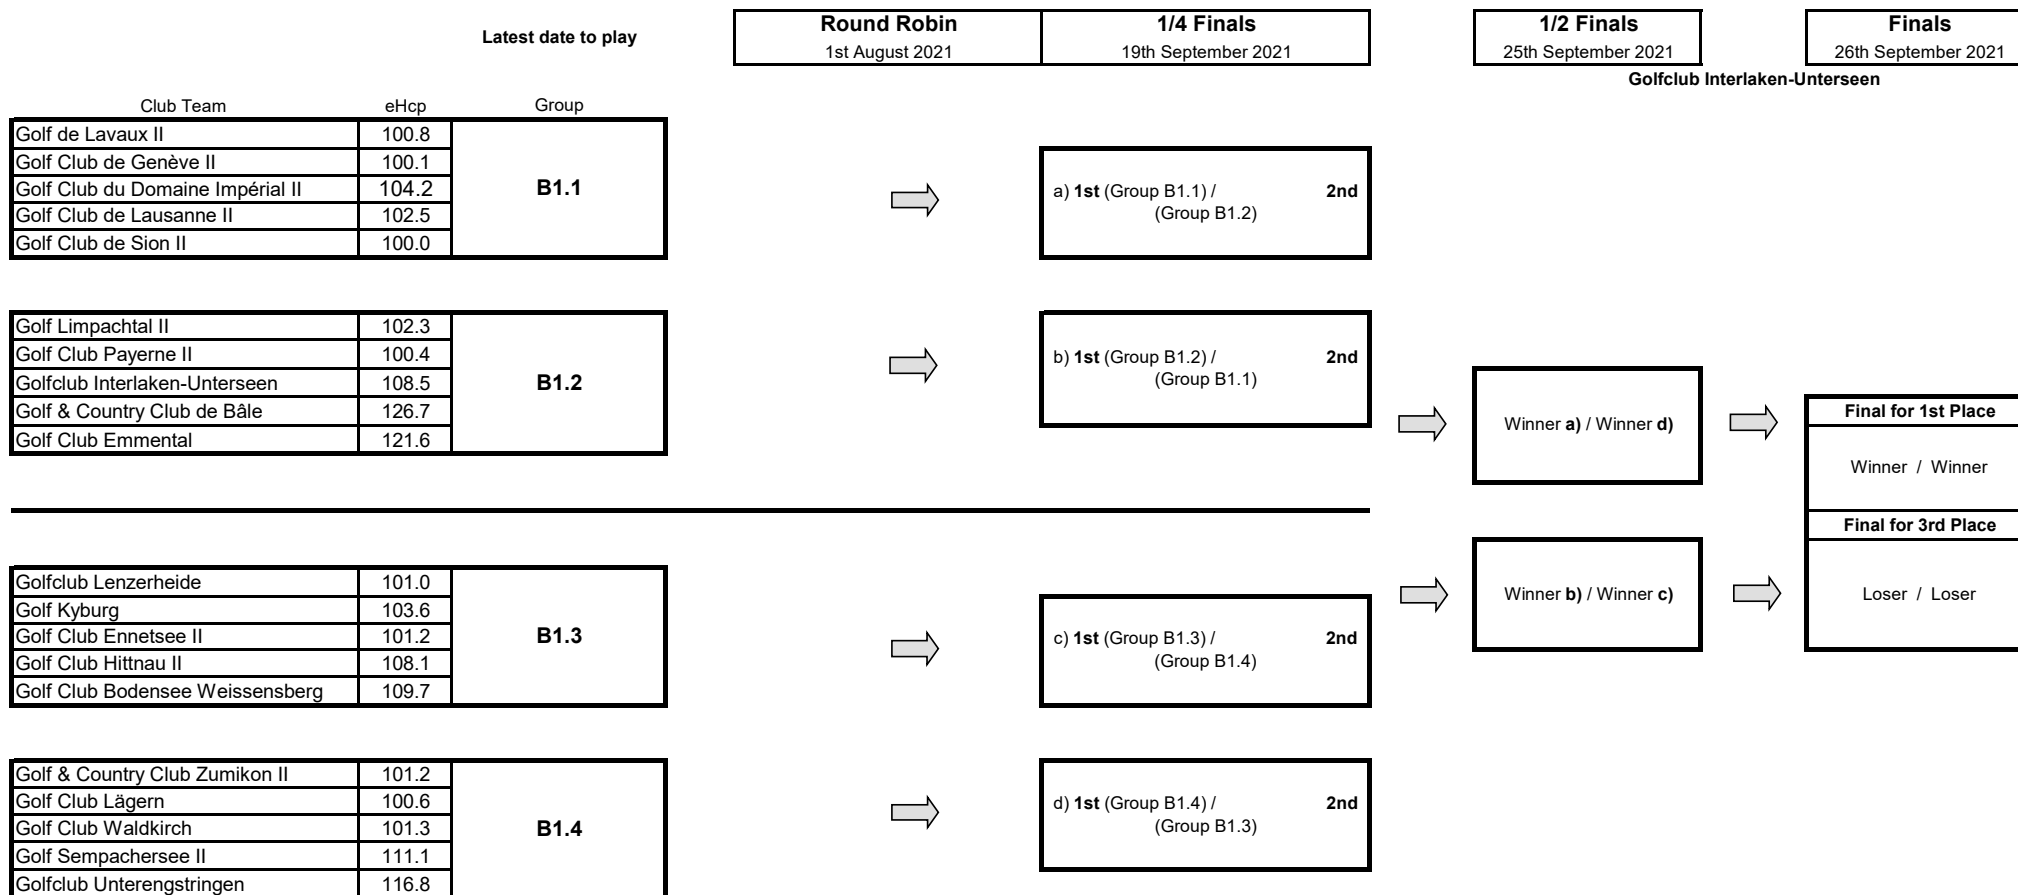 Latest date to play
Round Robin
1st August 2021
1/4 Finals
19th September 2021
1/2 Finals
25th September 2021
Finals
26th September 2021
Golfclub Interlaken-Unterseen
Club Team eHcp Group
Golf de Lavaux II 100.8
Golf Club de Genève II 100.1
Golf Club du Domaine Impérial II 104.2
Golf Club de Lausanne II 102.5
Golf Club de Sion II 100.0
B1.1
a) 1st (Group B1.1) / 2nd
(Group B1.2)
Golf Limpachtal II 102.3
Golf Club Payerne II 100.4
Golfclub Interlaken-Unterseen 108.5
Golf & Country Club de Bâle 126.7
Golf Club Emmental 121.6
B1.2
b) 1st (Group B1.2) / 2nd
(Group B1.1)
Winner a) / Winner d)
Final for 1st Place
Winner / Winner
Final for 3rd Place
Loser / Loser
Winner b) / Winner c)
Golfclub Lenzerheide 101.0
Golf Kyburg 103.6
Golf Club Ennetsee II 101.2
Golf Club Hittnau II 108.1
Golf Club Bodensee Weissensberg 109.7
B1.3
c) 1st (Group B1.3) / 2nd
(Group B1.4)
Golf & Country Club Zumikon II 101.2
Golf Club Lägern 100.6
Golf Club Waldkirch 101.3
Golf Sempachersee II 111.1
Golfclub Unterengstringen 116.8
B1.4
d) 1st (Group B1.4) / 2nd
(Group B1.3)